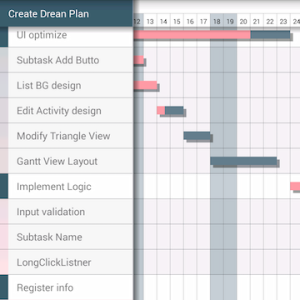 Create Drean Plan
12 13 14 15 16 17 18 19 20 21 22 23 24
UI optimize
Subtask Add Butto
List BG design
Edit Activity design
Modify Triangle View
Gantt View Layout
Implement Logic
Input validation
Subtask Name
LongClickListner
Register info